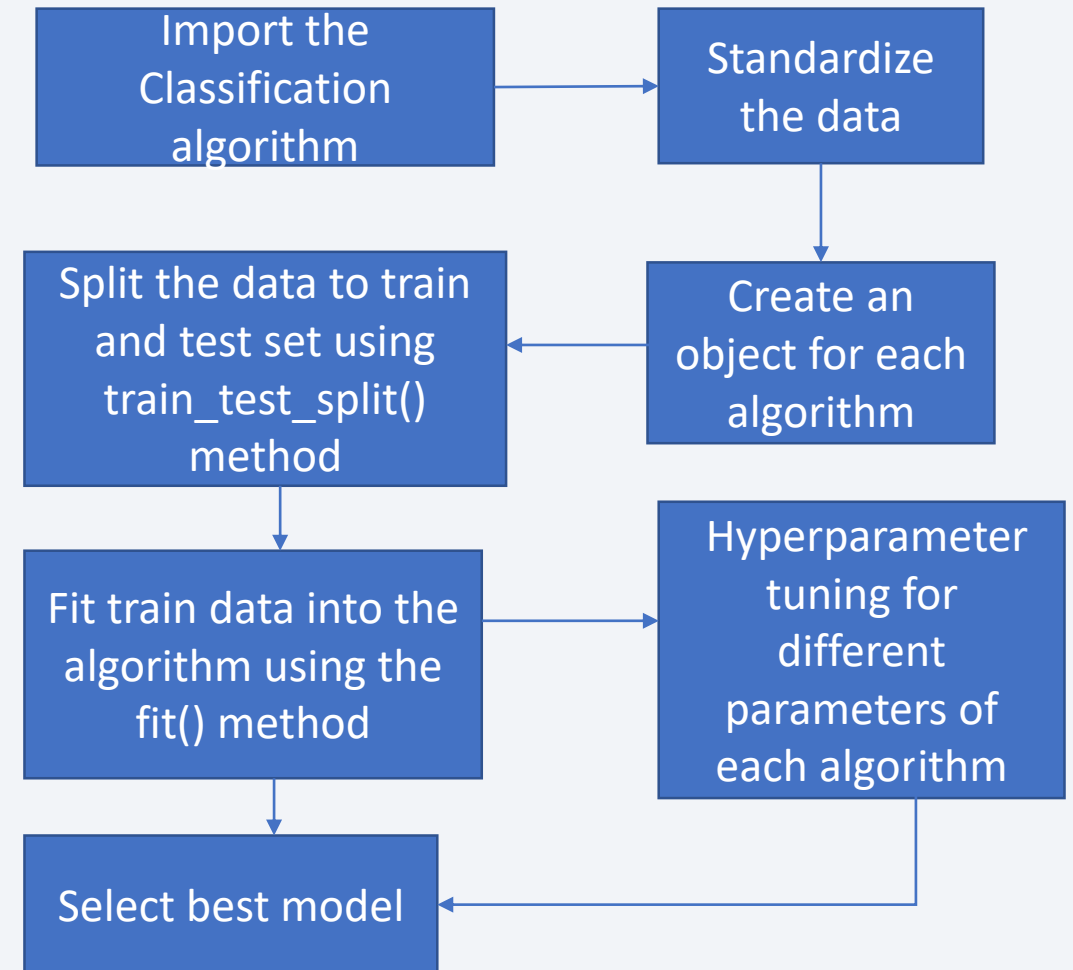 Import the
Classification
algorithm
Standardize
the data
Create an
object for each
algorithm
Split the data to train
and test set using
train_test_split()
method
Fit train data into the
algorithm using the
fit() method
Hyperparameter
tuning for
different
parameters of
each algorithm
Select best model